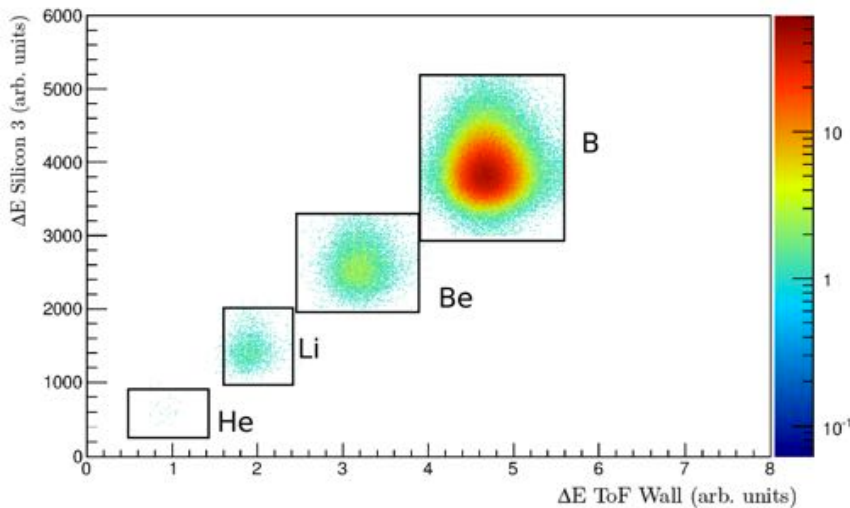 6000
5000
4000
3000
2000
1000
0
ΔE Silicon 3 (arb. units)
B
Be
Li
He
0 1 2 3 4 5 6 7 8
ΔE ToF Wall (arb. units)
10
1
10⁻¹